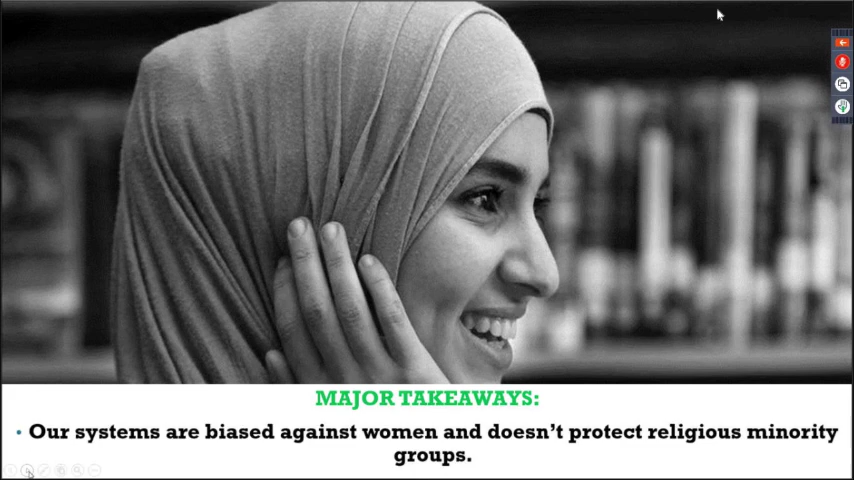 MAJOR TAKEAWAYS:
• Our systems are biased against women and doesn’t protect religious minority
groups.